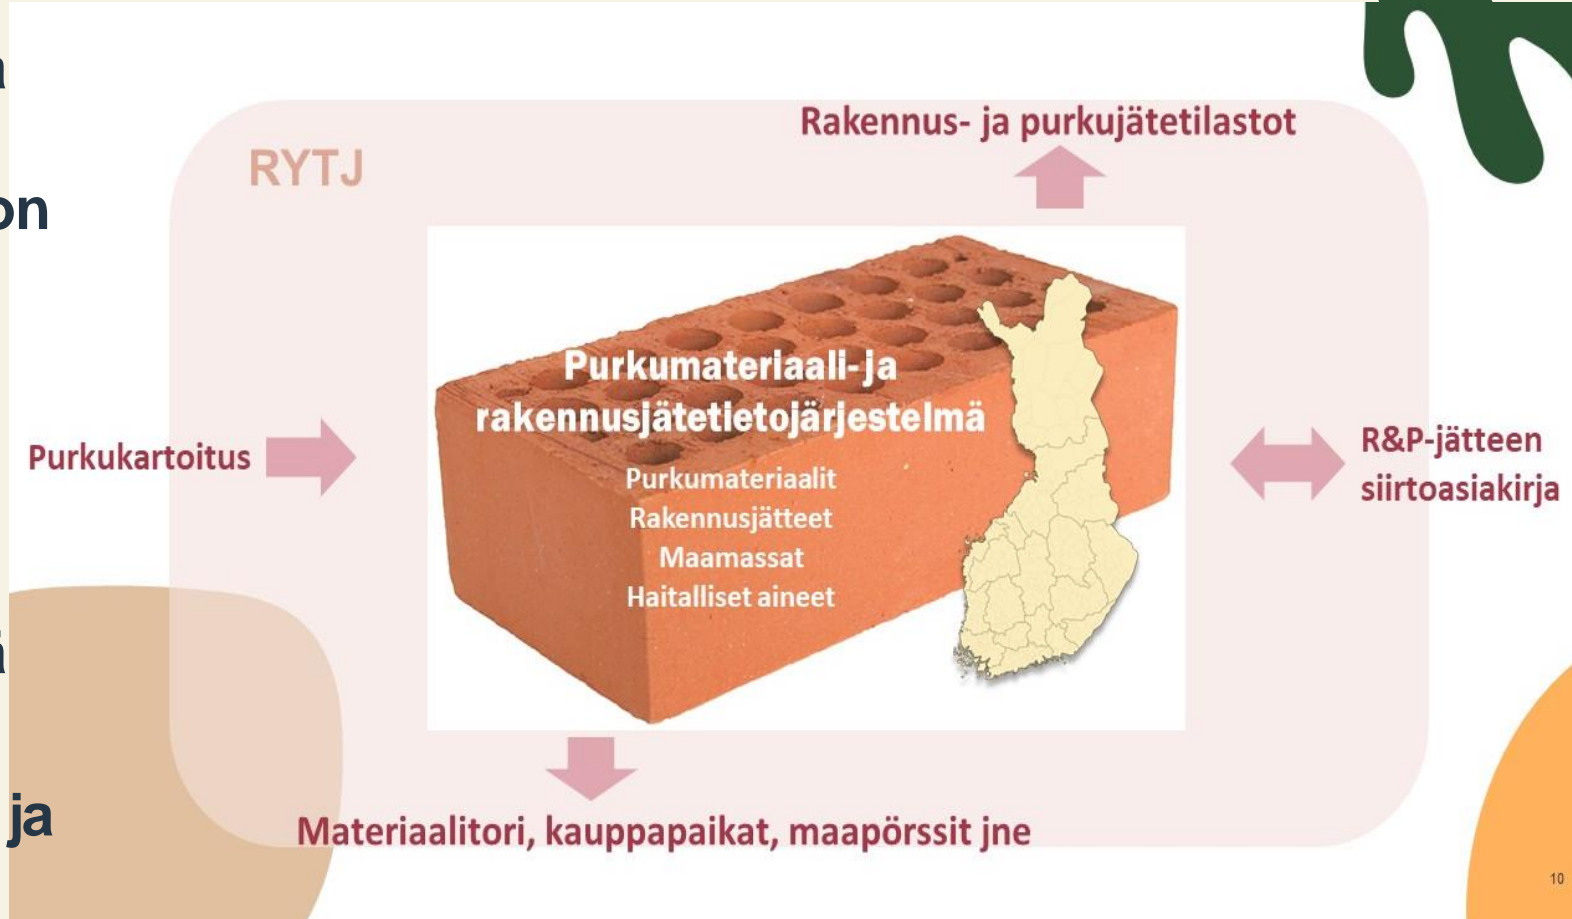 on
ja
RYTJ
Rakennus- ja purkujätetilastot
Purkumateriaali- ja
rakennusjätetietojärjestelmä
Purkumateriaalit
Rakennusjätteet
Maamassat
Haitalliset aineet
Purkukartoitus
R&P-jätteen
siirtoasiakirja
Materiaalitori, kauppapaikat, maapörssit jne
10